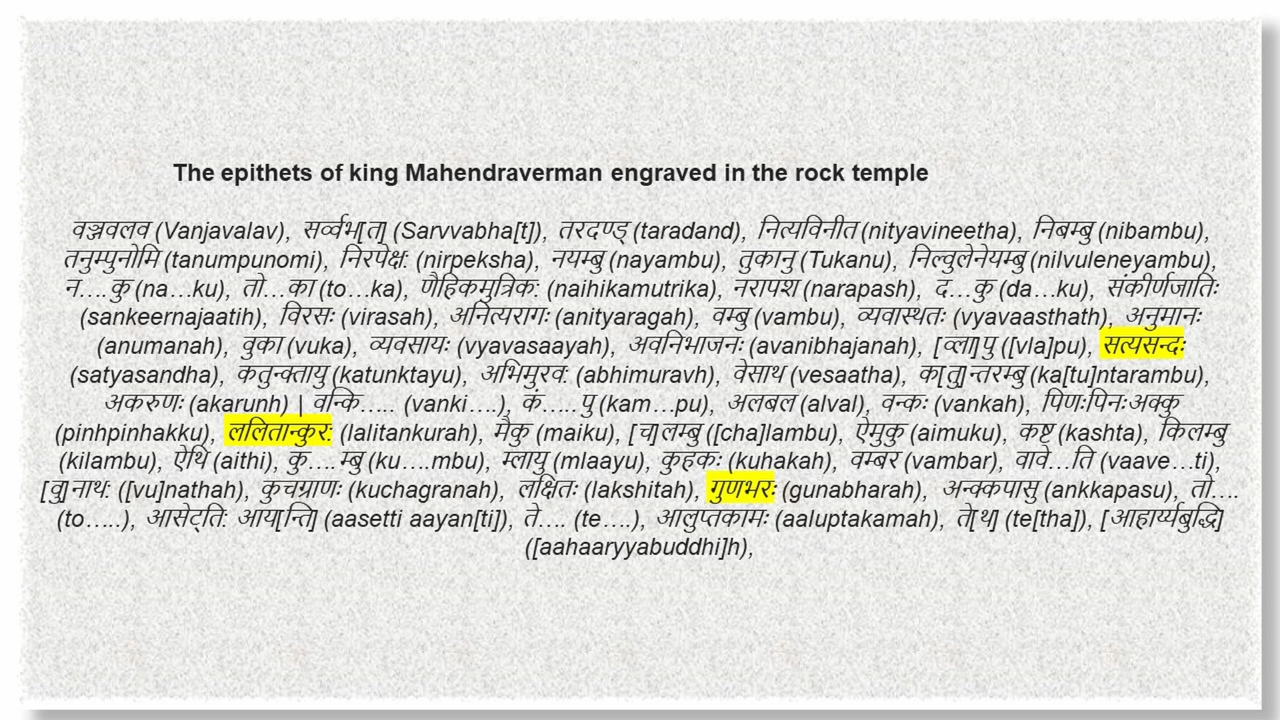 The epithets of king Mahendraverman engraved in the rock temple
वञ्जवलव (Vanjavalav), सर्व्वभ[त] (Sarvvabha[t]), तरदण्ड् (taradand), नित्यविनीत (nityavineetha), निबम्बु (nibambu),
तनुम्पुनोमि (tanumpunomi), निरपेक्ष: (nirpeksha), नयम्बु (nayambu), तुकानु (Tukanu), निल्वुलेनेयम्बु (nilvuleneyambu),
न….कु (na…ku), तो…का (to…ka), णैहिकमुत्रिक: (naihikamutrika), नरापश (narapash), द…कु (da…ku), संकीर्णजातिः
(sankeernajaatih), विरसः (virasah), अनित्यरागः (anityaragah), वम्बु (vambu), व्यवास्थतः (vyavaasthath), अनुमानः
(anumanah), वुका (vuka), व्यवसायः (vyavasaayah), अवनिभाजनः (avanibhajanah), [व्ला]पु ([vla]pu), सत्यसन्दः
(satyasandha), कतुन्क्तायु (katunktayu), अभिमुरव: (abhimuravh), वेसाथ (vesaatha), क[तु]न्तरम्बु (ka[tu]ntarambu),
अकरुणः (akarunh) | वन्कि….. (vanki….), कं…..पु (kam…pu), अलबल (alval), वन्कः (vankah), पिणःपिनःअक्कु
(pinhpinhakku), ललितान्कुर: (lalitankurah), मैकु (maiku), [च]लम्बु ([cha]lambu), ऐमुकु (aimuku), कष्ट (kashta), किलम्बु
(kilambu), ऐथि (aithi), कु….म्बु (ku….mbu), म्लायु (mlaayu), कुहकः (kuhakah), वम्बर (vambar), वावे…ति (vaave…ti),
[वु]नाथ: ([vu]nathah), कुचग्राणः (kuchagranah), लक्षितः (lakshitah), गुणभरः (gunabharah), अन्क्कपासु (ankkapasu), तो….
(to…..), आसेट्ति: आय[न्ति] (aasetti aayan[ti]), ते…. (te….), आलुप्तकामः (aaluptakamah), ते[थ] (te[tha]), [आहार्य्यबुद्धि]
([aahaaryyabuddhi]h),